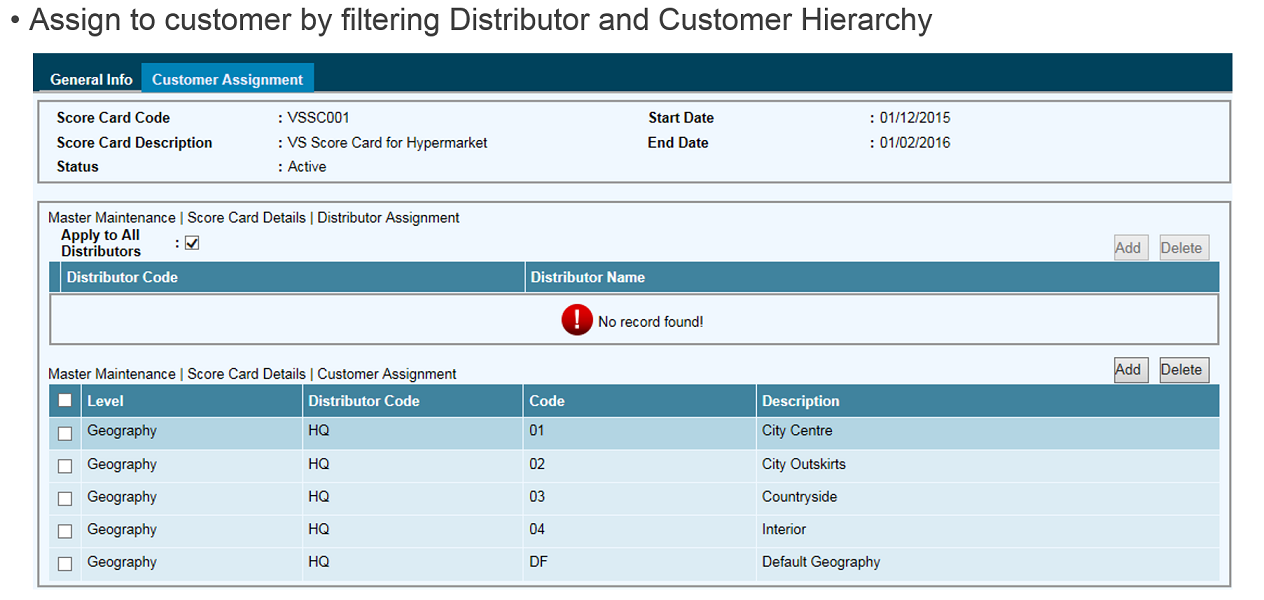 • Assign to customer by filtering Distributor and Customer Hierarchy
General Info Customer Assignment
Score Card Code : VSSC001 Start Date : 01/12/2015
Score Card Description : VS Score Card for Hypermarket End Date : 01/02/2016
Status : Active
Master Maintenance | Score Card Details | Distributor Assignment
Apply to All
Distributors :
Add Delete
Distributor Code Distributor Name
No record found!
Master Maintenance | Score Card Details | Customer Assignment Add Delete
Level Distributor Code Code Description
Geography HQ 01 City Centre
Geography HQ 02 City Outskirts
Geography HQ 03 Countryside
Geography HQ 04 Interior
Geography HQ DF Default Geography